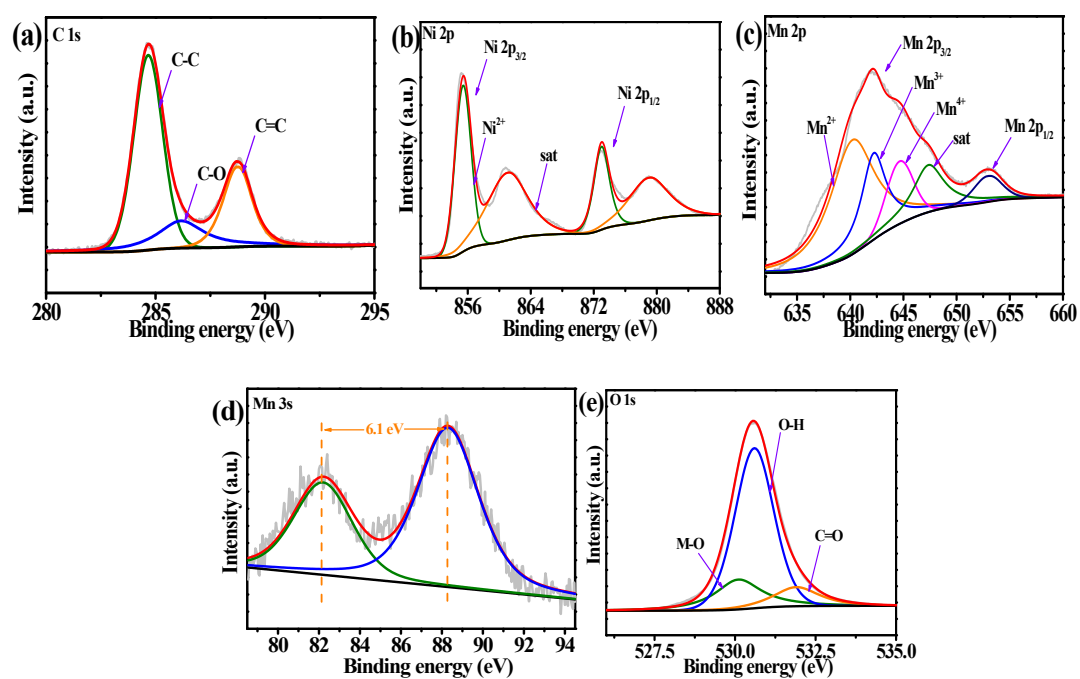 (a)
C 1s
C-C
C-O
C=C
Intensity (a.u.)
280 285 290 295
Binding energy (eV)
(b)
Ni 2p
Ni 2p3/2
Ni2+
sat
Ni 2p1/2
Intensity (a.u.)
856 864 872 880 888
Binding energy (eV)
(c)
Mn 2p
Mn 2p3/2
Mn3+
Mn4+
Mn2+
sat
Mn 2p1/2
Intensity (a.u.)
635 640 645 650 655 660
Binding energy (eV)
(d)
Mn 3s
6.1 eV
Intensity (a.u.)
80 82 84 86 88 90 92 94
Binding energy (eV)
(e)
O 1s
O-H
M-O
C=O
Intensity (a.u.)
527.5 530.0 532.5 535.0
Binding energy (eV)